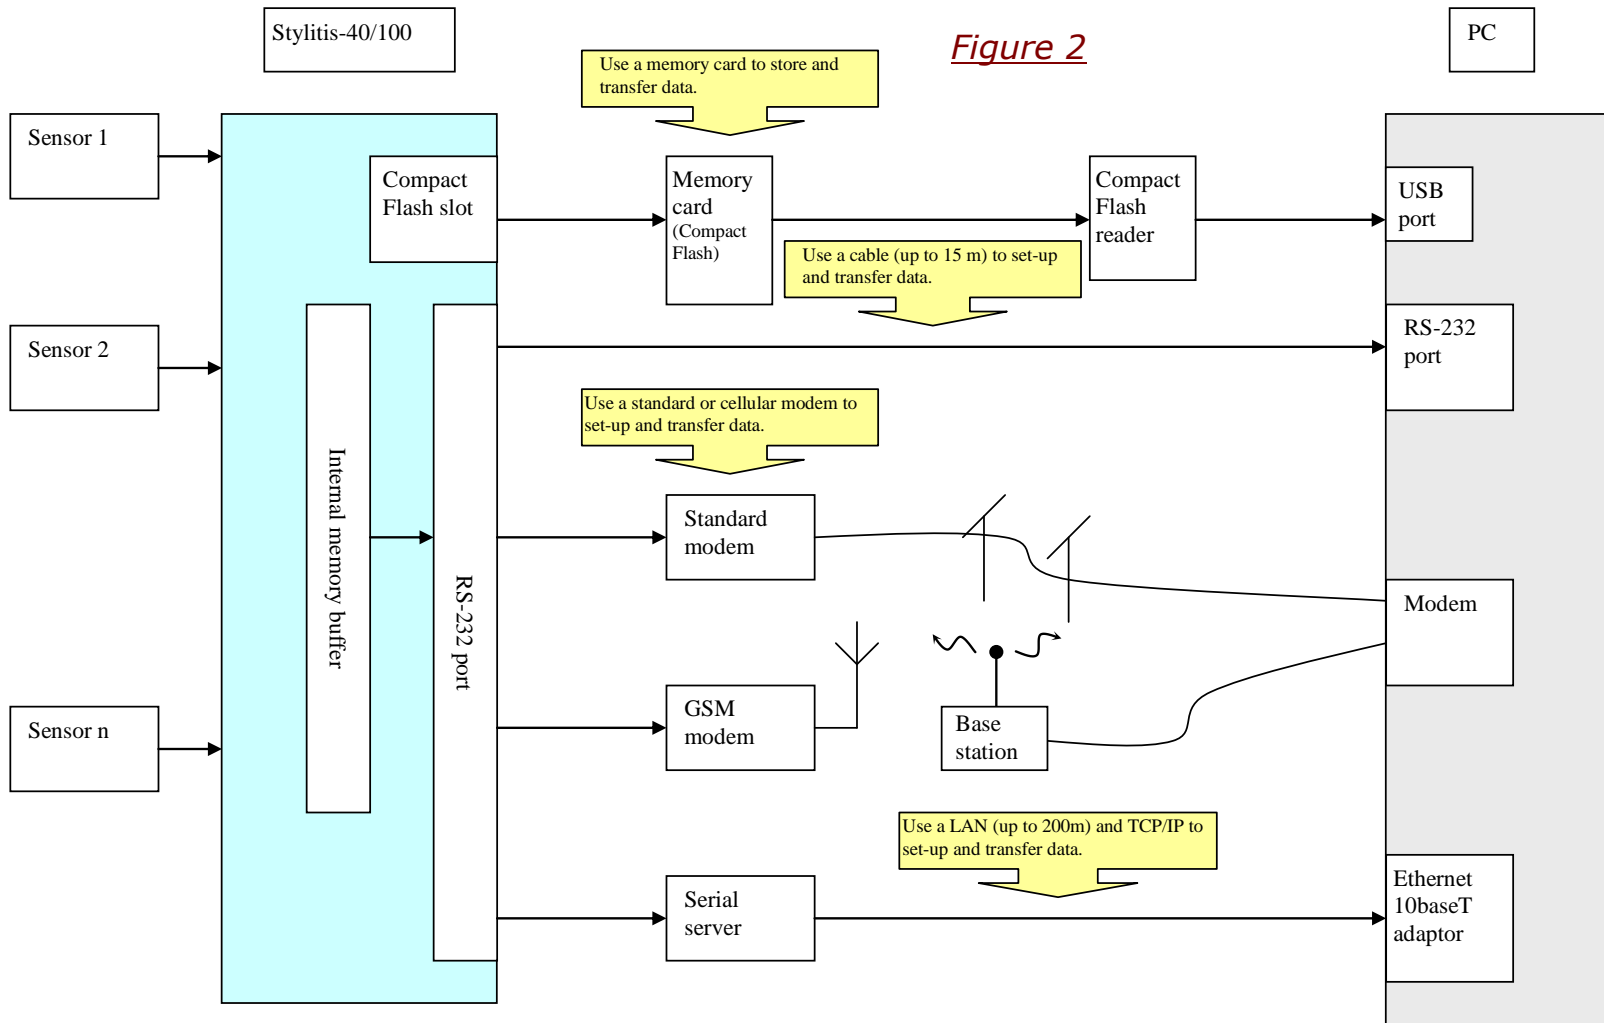 Stylitis-40/100
Figure 2
PC
Use a memory card to store and
transfer data.
Sensor 1
Compact
Flash slot
Memory
card
(Compact
Flash)
Compact
Flash
reader
USB
port
Use a cable (up to 15 m) to set-up
and transfer data.
Sensor 2
RS-232
port
Use a standard or cellular modem to
set-up and transfer data.
Internal memory buffer
RS-232 port
Standard
modem
Modem
Sensor n
GSM
modem
Base
station
Use a LAN (up to 200m) and TCP/IP to
set-up and transfer data.
Serial
server
Ethernet
10baseT
adaptor